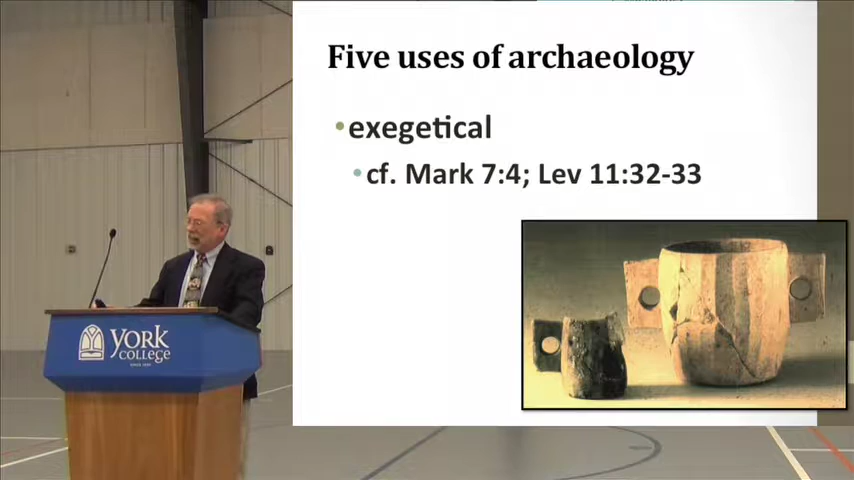 Five uses of archaeology
•exegetical
•cf. Mark 7:4; Lev 11:32-33
YORK
COLLEGE